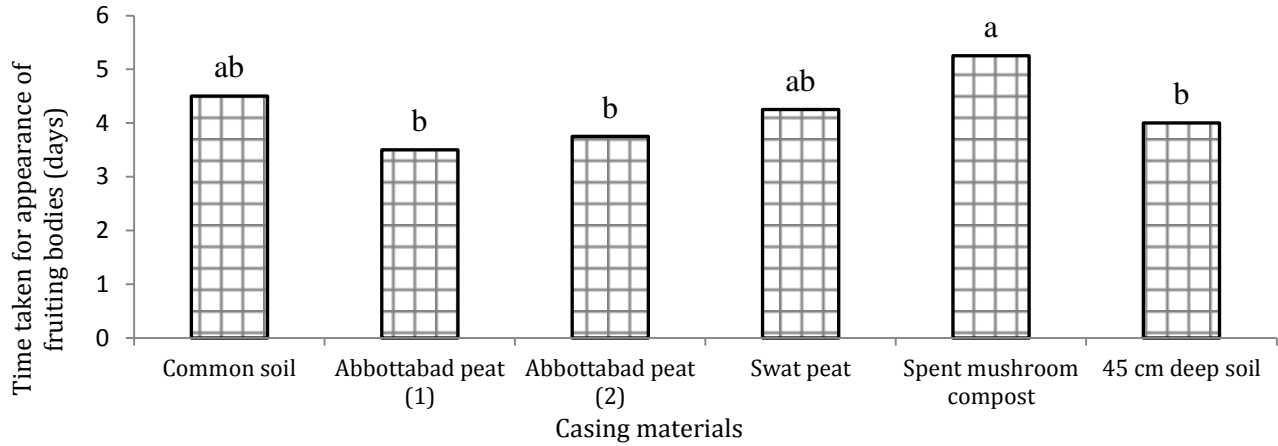 Time taken for appearance of
fruiting bodies (days)
6
5
4
3
2
1
0
ab
b
b
ab
a
b
Common soil
Abbottabad peat
(1)
Abbottabad peat
(2)
Swat peat
Spent mushroom
compost
45 cm deep soil
Casing materials